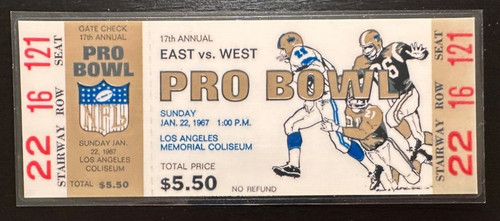 121
SEAT
16
ROW
22
STAIRWAY
GATE CHECK
17th ANNUAL
PRO
BOWL
NFL
SUNDAY JAN.
22, 1967
LOS ANGELES
COLISEUM
TOTAL $5.50
17th ANNUAL
EAST vs. WEST
PRO BOWL
SUNDAY
JAN. 22, 1967 1:00 P.M.
LOS ANGELES
MEMORIAL COLISEUM
TOTAL PRICE
$5.50
NO REFUND
11
21
121
SEAT
16
ROW
22
STAIRWAY